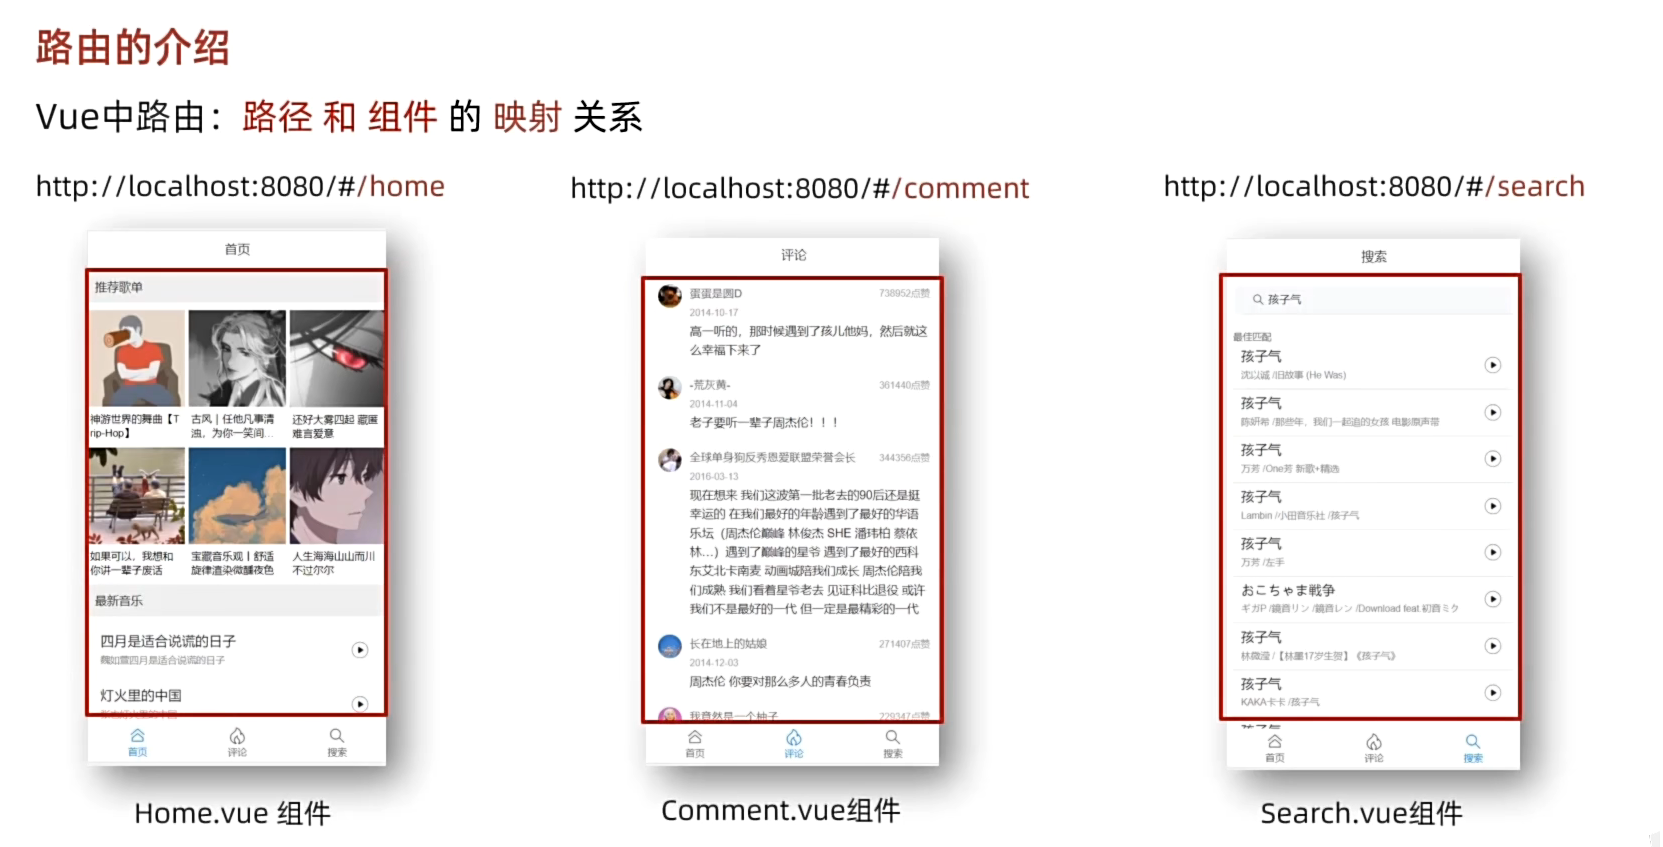 路由的介绍
Vue中路由：路径 和 组件 的 映射 关系
http://localhost:8080/#/home
http://localhost:8080/#/comment
http://localhost:8080/#/search
首页
推荐歌单
神游世界的舞曲【T
rip-Hop】
古风丨任他凡事清
浊，为你一笑间...
还好大雾四起 藏匿
难言爱意
如果可以，我想和
你讲一辈子废话
宝藏音乐观丨舒适
旋律渲染微醺夜色
人生海海山山而川
不过尔尔
最新音乐
四月是适合说谎的日子
魏如萱四月是适合说谎的日子
灯火里的中国
首页
评论
搜索
Home.vue 组件
评论
蛋蛋是圆D
738952点赞
2014-10-17
高一听的，那时候遇到了孩儿他妈，然后就这
么幸福下来了
-荒灰黄-
361440点赞
2014-11-04
老子要听一辈子周杰伦！！！
全球单身狗反秀恩爱联盟荣誉会长
344356点赞
2016-03-13
现在想来 我们这波第一批老去的90后还是挺
幸运的 在我们最好的年龄遇到了最好的华语
乐坛（周杰伦巅峰 林俊杰 SHE 潘玮柏 蔡依
林...）遇到了巅峰的星爷 遇到了最好的西科
东艾北卡南麦 动画城陪我们成长 周杰伦陪我
们成熟 我们看着星爷老去 见证科比退役 或许
我们不是最好的一代 但一定是最精彩的一代
长在地上的姑娘
271407点赞
2014-12-03
周杰伦 你要对那么多人的青春负责
我竟然是一个柚子
229347点赞
首页
评论
搜索
Comment.vue组件
搜索
孩子气
最佳匹配
孩子气
沈以诚 /旧故事 (He Was)
孩子气
陈妍希 /那些年，我们一起追的女孩 电影原声带
孩子气
万芳 /One芳 新歌+精选
孩子气
Lambin /小田音乐社 /孩子气
孩子气
万芳 /左手
おこちゃま戦争
ギガP /鏡音リン /鏡音レン /Download feat.初音ミク
孩子气
/【林墨17岁生贺】《孩子气》
孩子气
KAKA卡卡 /孩子气
孩子气
首页
评论
搜索
Search.vue组件